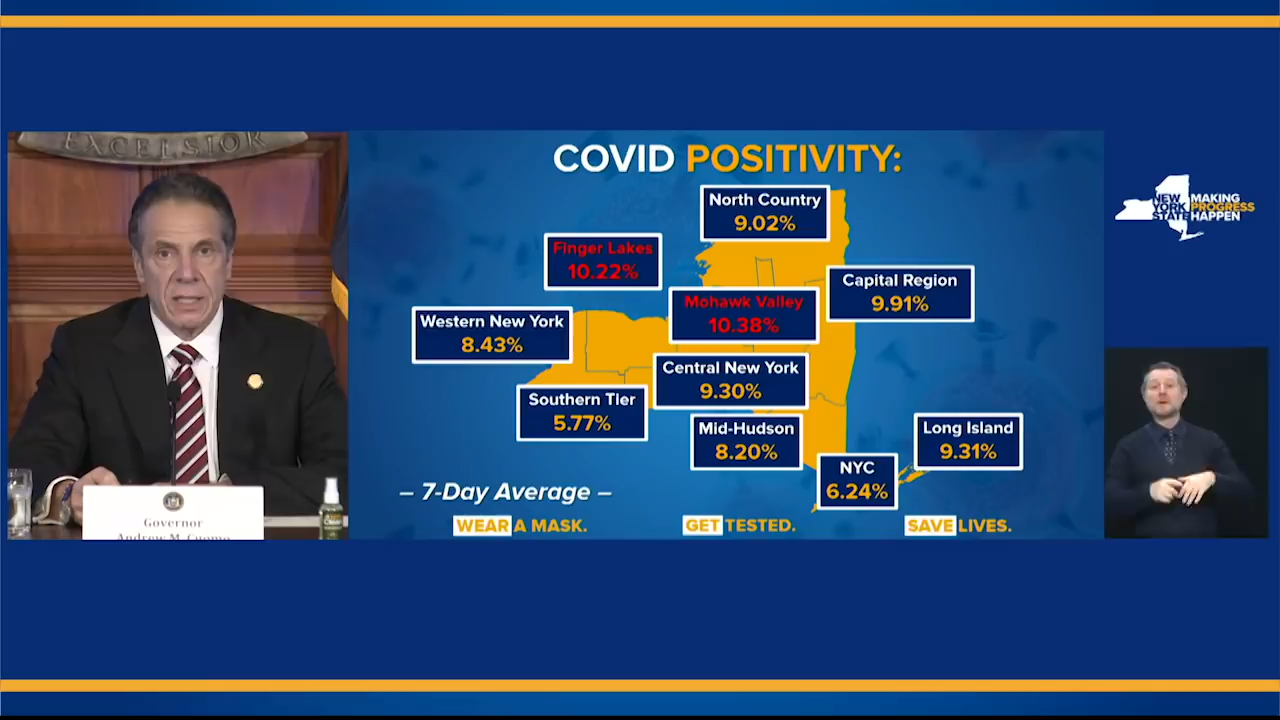 EXCELSIOR
COVID POSITIVITY:
North Country
9.02%
Finger Lakes
10.22%
Capital Region
9.91%
Mohawk Valley
10.38%
Western New York
8.43%
Central New York
9.30%
Southern Tier
5.77%
Mid-Hudson
8.20%
Long Island
9.31%
NYC
6.24%
– 7-Day Average –
WEAR A MASK.
GET TESTED.
SAVE LIVES.
NEW YORK STATE
MAKING
PROGRESS
HAPPEN
Governor
Andrew M. Cuomo